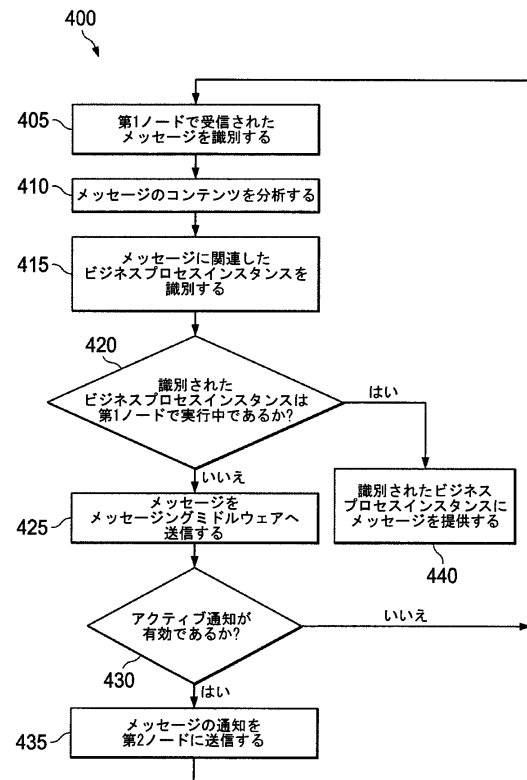 400
405
第1ノードで受信された
メッセージを識別する
410
メッセージのコンテンツを分析する
415
メッセージに関連した
ビジネスプロセスインスタンスを
識別する
420
識別された
ビジネスプロセスインスタンスは
第1ノードで実行中であるか?
はい
いいえ
425
メッセージを
メッセージングミドルウェアへ
送信する
識別されたビジネス
プロセスインスタンスに
メッセージを提供する
440
アクティブ通知が
有効であるか?
いいえ
430
はい
435
メッセージの通知を
第2ノードに送信する